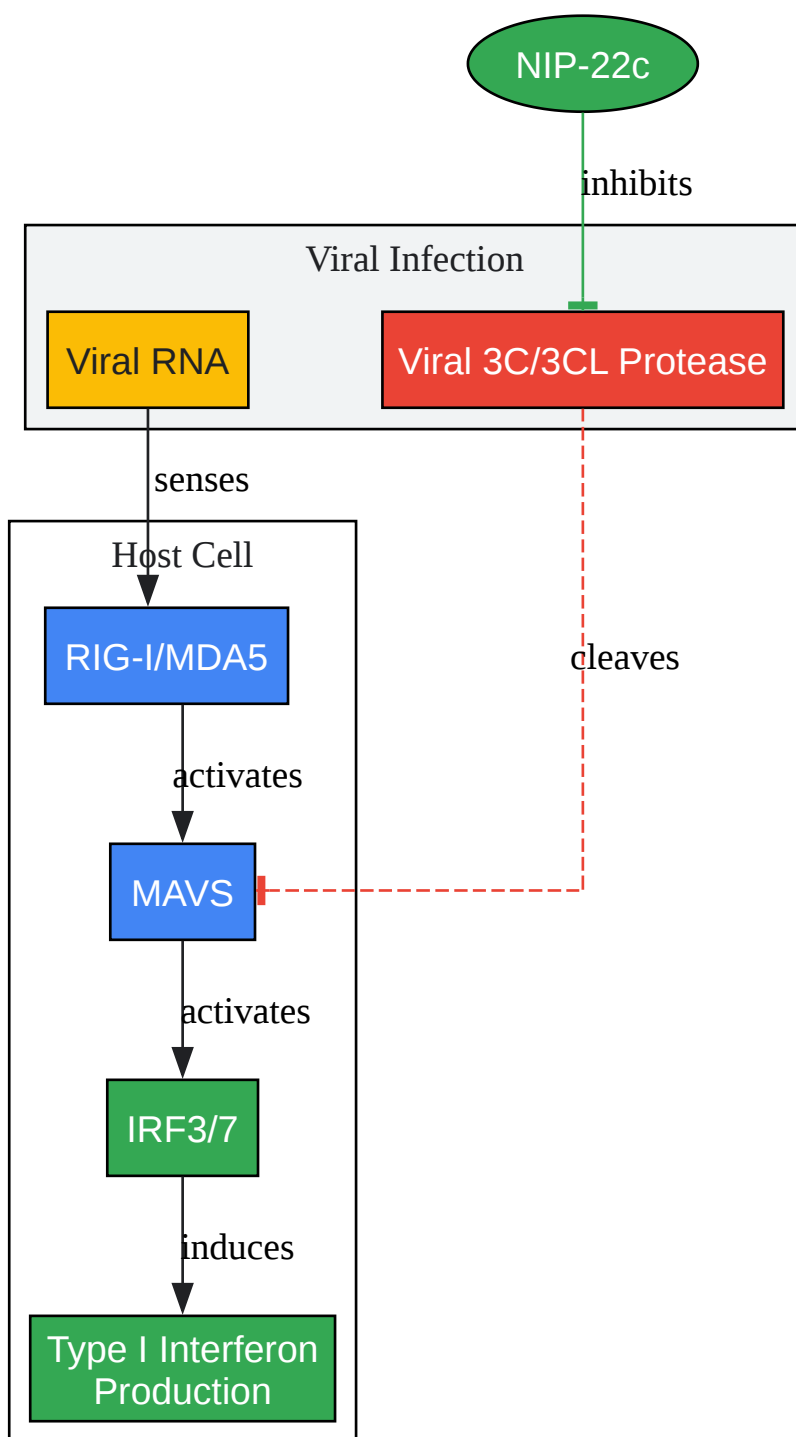 NIP-22c
inhibits
Viral Infection
Viral RNA
Viral 3C/3CL Protease
senses
Host Cell
RIG-I/MDA5
cleaves
activates
MAVS
activates
IRF3/7
induces
Type I Interferon
Production